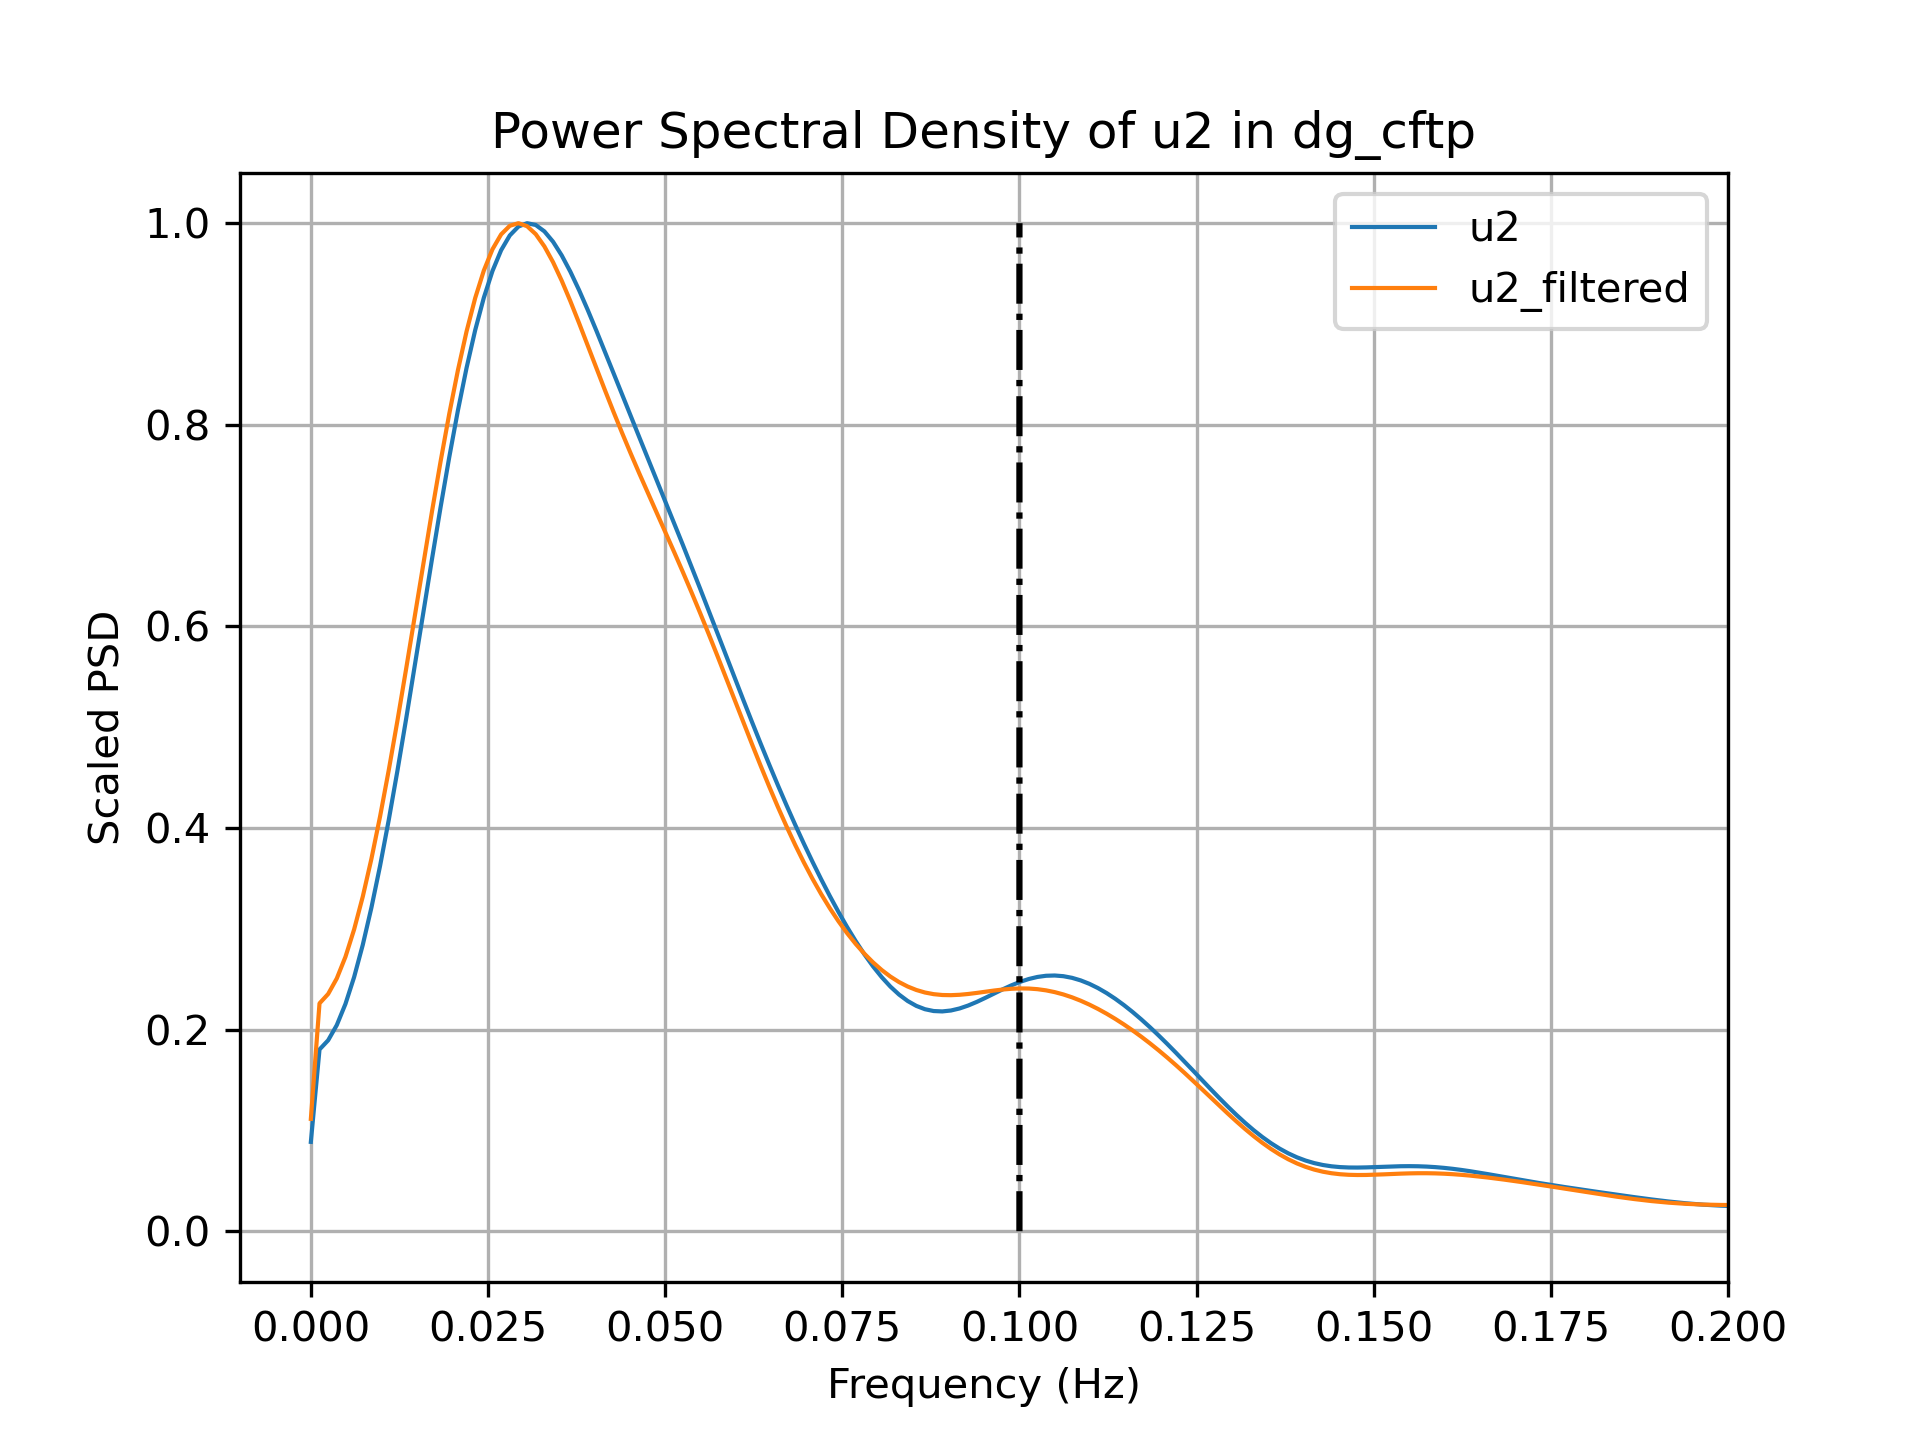 Power Spectral Density of u2 in dg_cftp
u2
u2_filtered
Scaled PSD
1.0
0.8
0.6
0.4
0.2
0.0
0.000 0.025 0.050 0.075 0.100 0.125 0.150 0.175 0.200
Frequency (Hz)